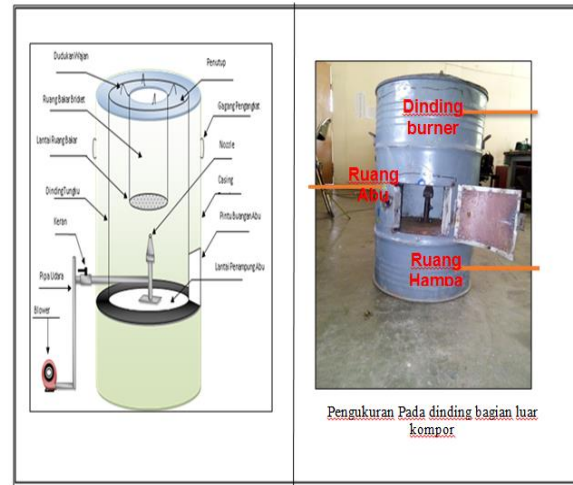 Dudukan Wajan
Penutup
Ruang Bakar Briket
Gagang Pengangkat
Lantai Ruang Bakar
Nozzle
Dinding Tungku
Casing
Keran
Pintu Buangan Abu
Pipa Udara
Lantai Penampung Abu
Blower
Dinding
burner
Ruang
Abu
Ruang
Hampa
Pengukuran Pada dinding bagian luar
kompor